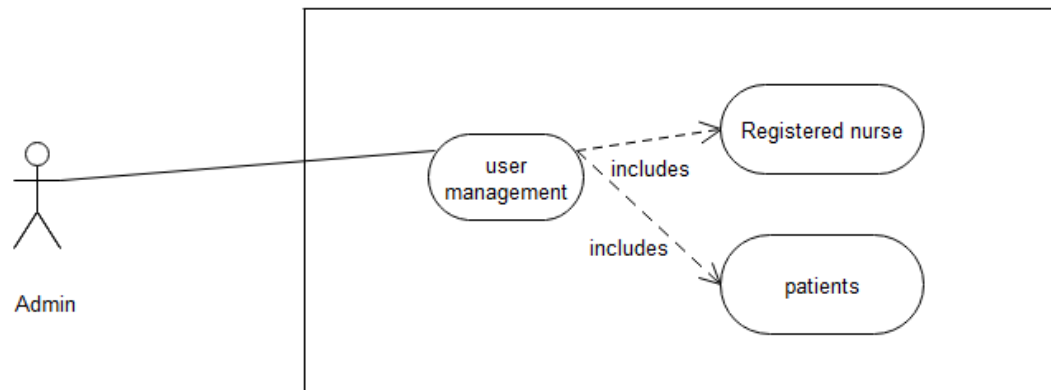 Registered nurse
user
management
includes
includes
patients
Admin